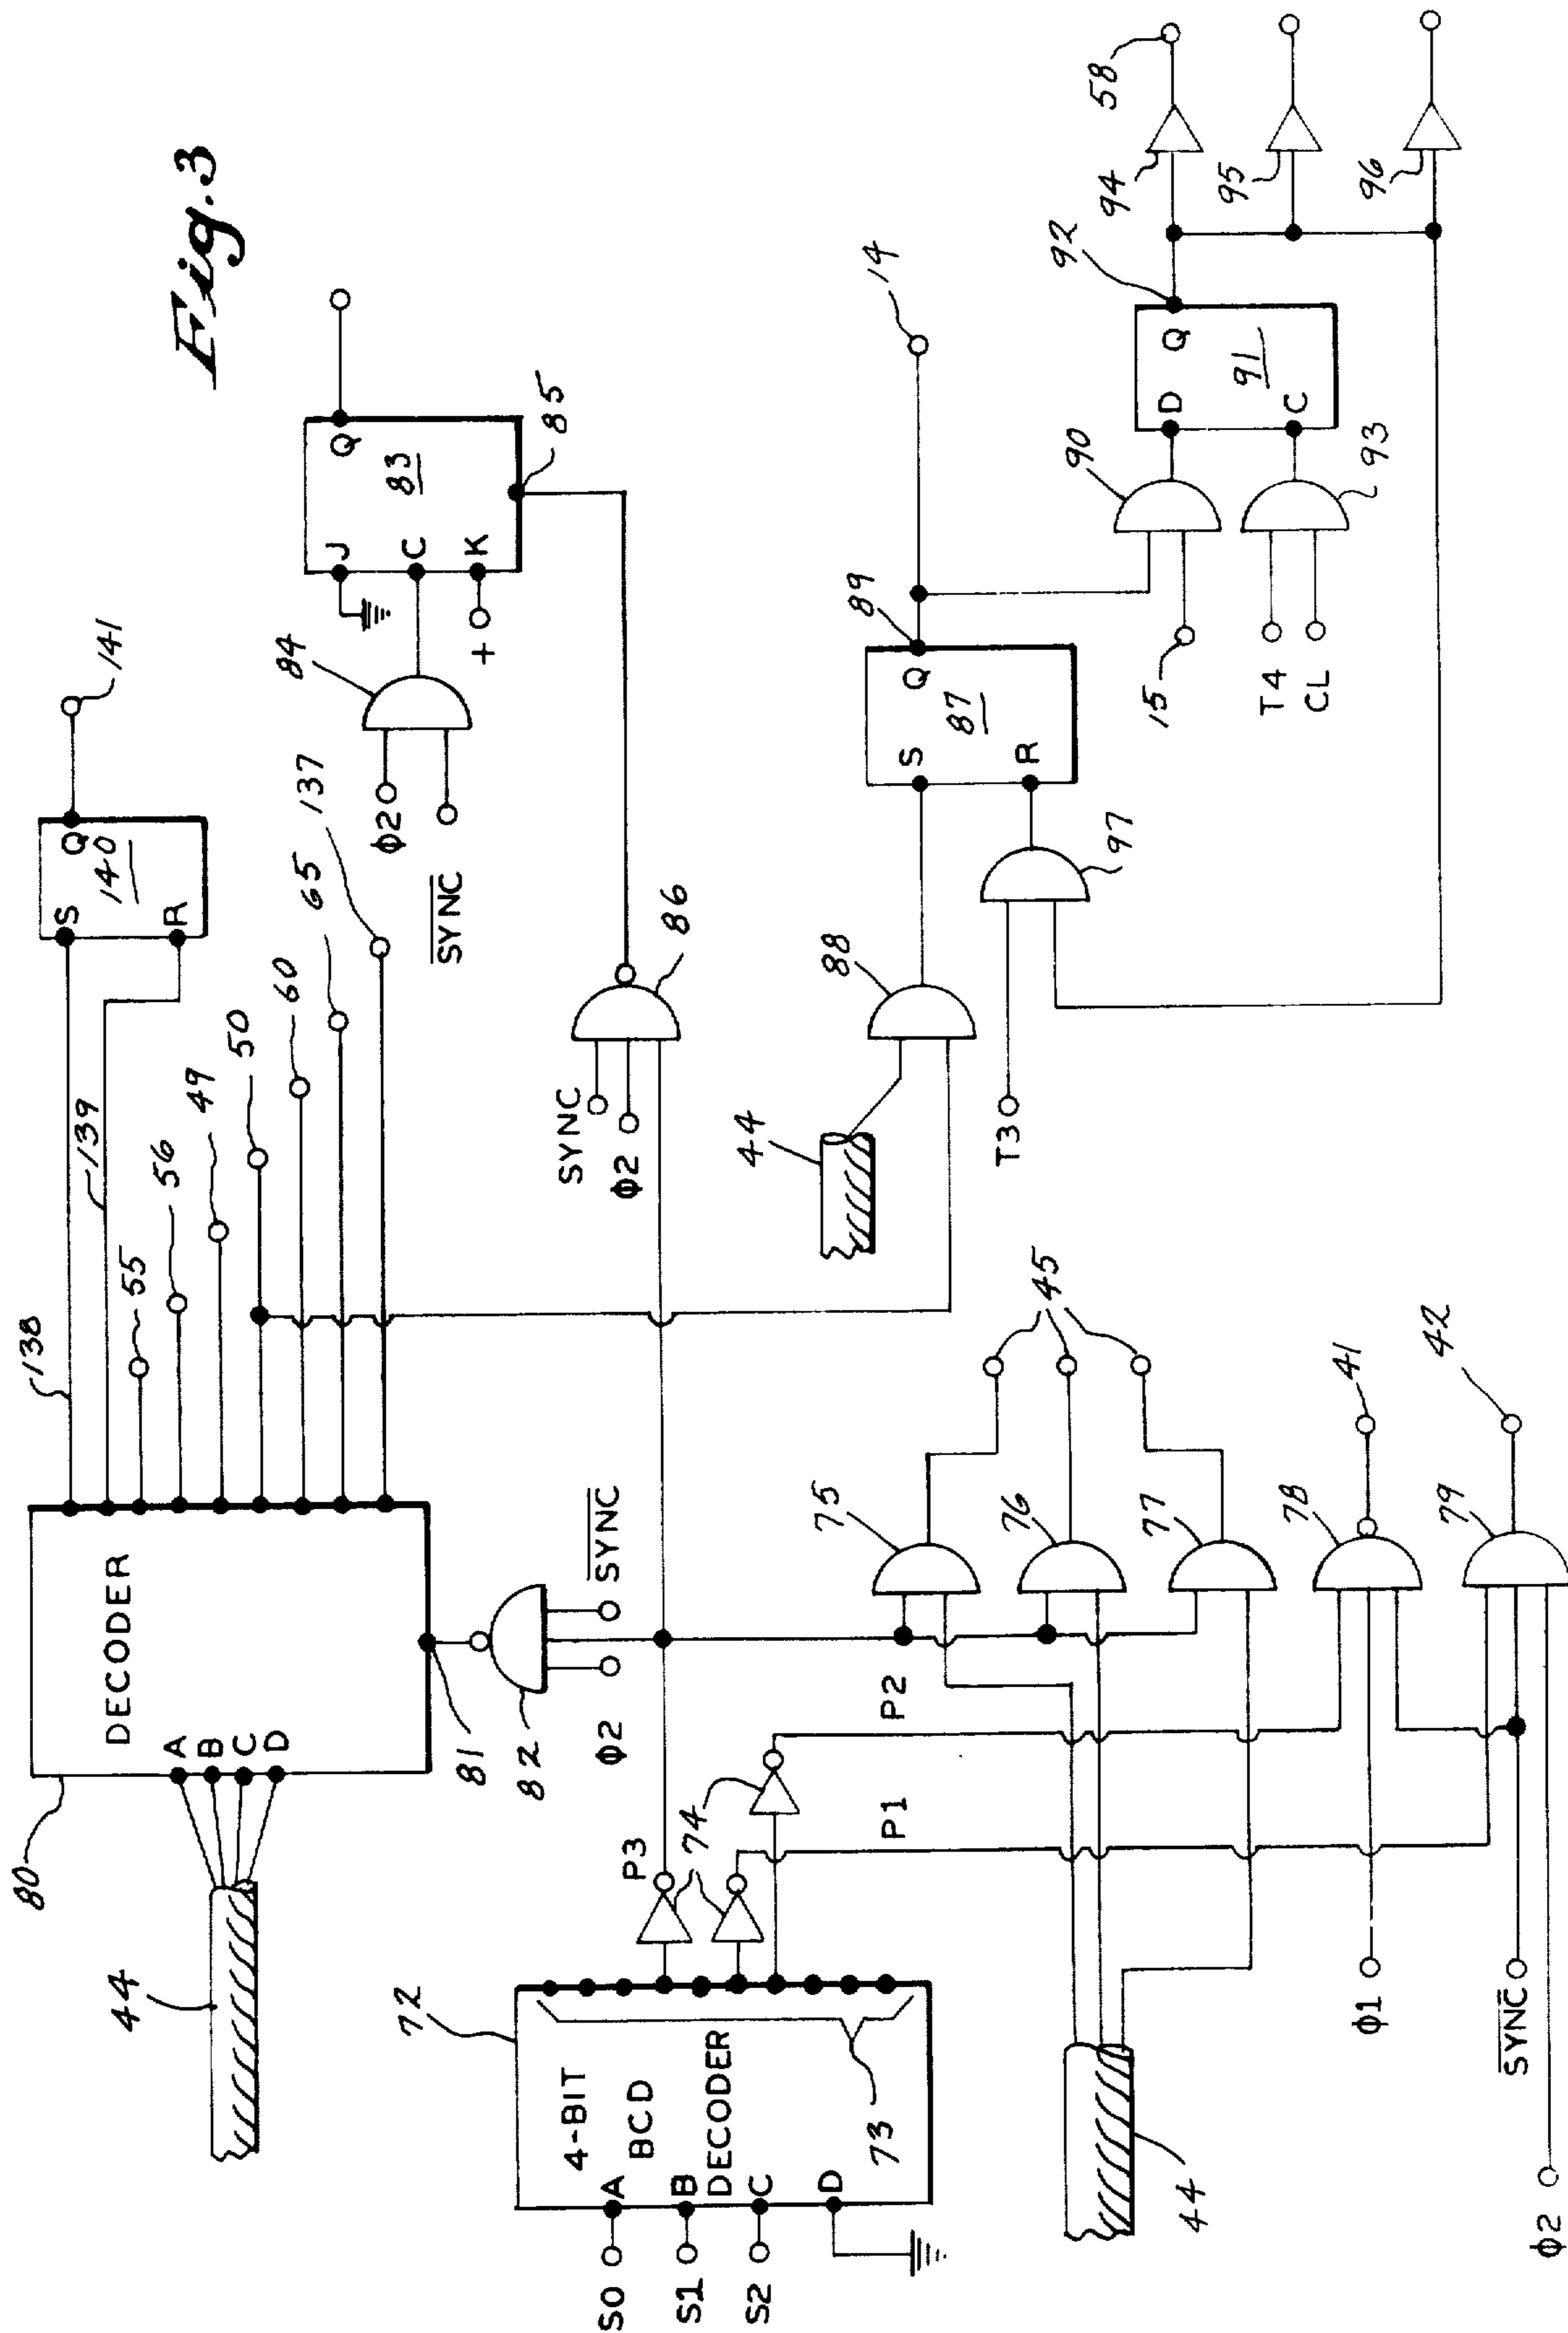 Fig. 3
80
44
DECODER
A
B
C
D
81
82
Φ2
SYNC
138
139
55
56
49
50
60
65
137
S
Q
R
140
141
Φ2
SYNC
84
J
C
K
Q
+
83
85
SYNC
Φ2
86
72
4-BIT
BCD
DECODER
A
B
C
D
S0
S1
S2
73
74
P3
P1
P2
44
75
76
77
78
79
45
41
42
Φ1
SYNC
Φ2
44
88
T3
97
S
R
Q
87
89
14
15
T4
CL
90
93
D
C
Q
91
92
94
95
96
58